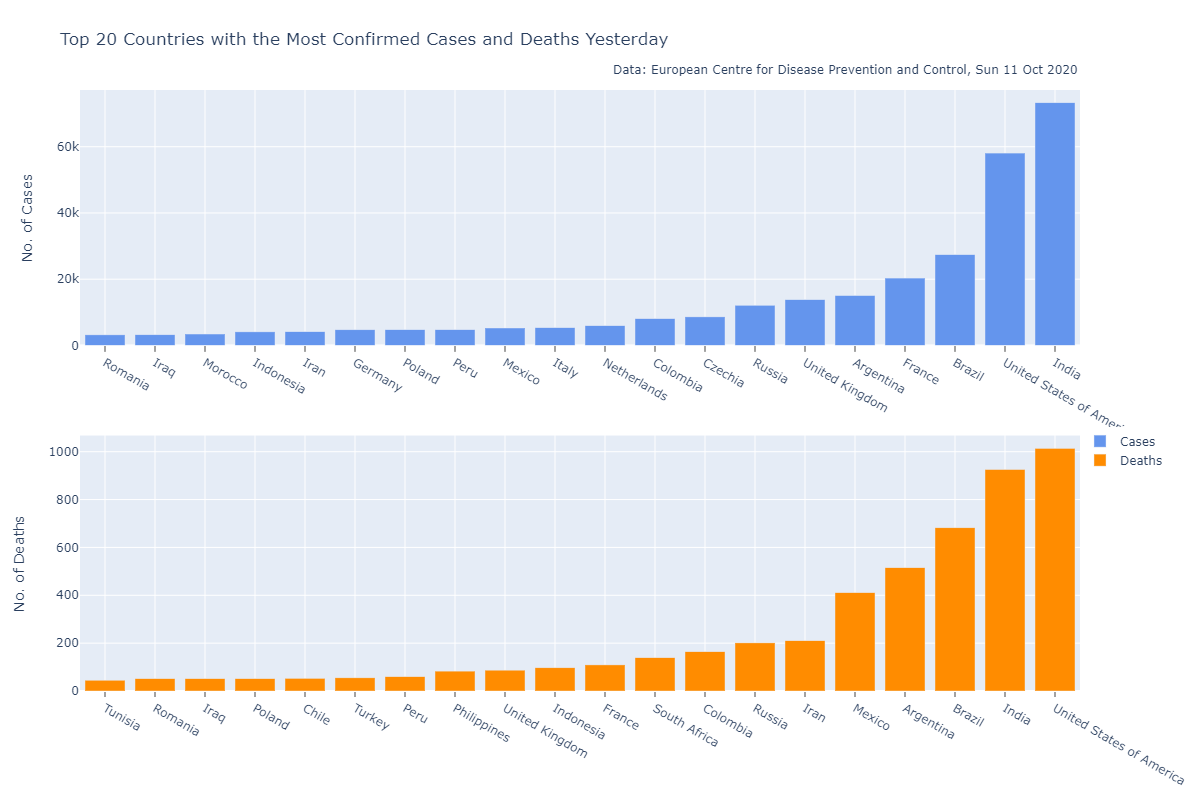 Top 20 Countries with the Most Confirmed Cases and Deaths Yesterday
Data: European Centre for Disease Prevention and Control, Sun 11 Oct 2020
No. of Cases
60k
40k
20k
0
Romania
Iraq
Morocco
Indonesia
Iran
Germany
Poland
Peru
Mexico
Italy
Netherlands
Colombia
Czechia
Russia
United Kingdom
Argentina
France
Brazil
United States of Ameri
India
Cases
Deaths
No. of Deaths
1000
800
600
400
200
0
Tunisia
Romania
Iraq
Poland
Chile
Turkey
Peru
Philippines
United Kingdom
Indonesia
France
South Africa
Colombia
Russia
Iran
Mexico
Argentina
Brazil
India
United States of America